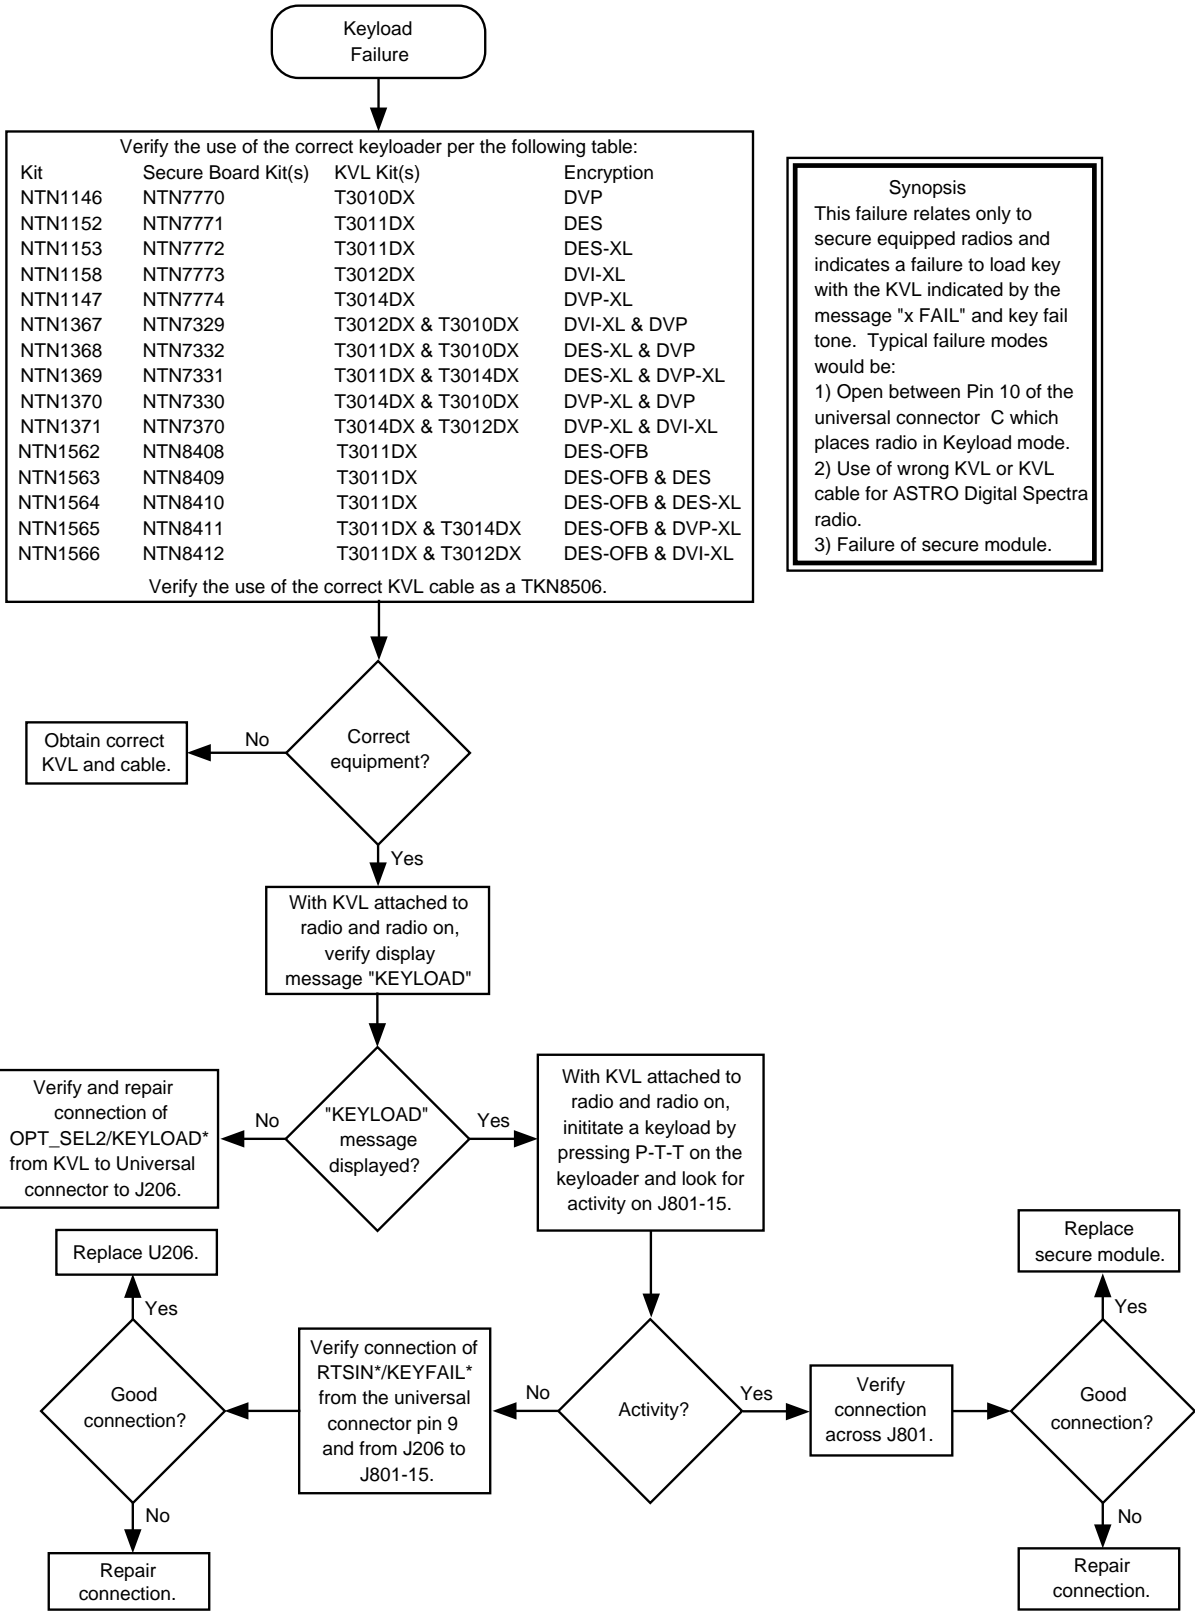 Keyload
Failure
Verify the use of the correct keyloader per the following table:
Kit Secure Board Kit(s) KVL Kit(s) Encryption
NTN1146 NTN7770 T3010DX DVP
NTN1152 NTN7771 T3011DX DES
NTN1153 NTN7772 T3011DX DES-XL
NTN1158 NTN7773 T3012DX DVI-XL
NTN1147 NTN7774 T3014DX DVP-XL
NTN1367 NTN7329 T3012DX & T3010DX DVI-XL & DVP
NTN1368 NTN7332 T3011DX & T3010DX DES-XL & DVP
NTN1369 NTN7331 T3011DX & T3014DX DES-XL & DVP-XL
NTN1370 NTN7330 T3014DX & T3010DX DVP-XL & DVP
NTN1371 NTN7370 T3014DX & T3012DX DVP-XL & DVI-XL
NTN1562 NTN8408 T3011DX DES-OFB
NTN1563 NTN8409 T3011DX DES-OFB & DES
NTN1564 NTN8410 T3011DX DES-OFB & DES-XL
NTN1565 NTN8411 T3011DX & T3014DX DES-OFB & DVP-XL
NTN1566 NTN8412 T3011DX & T3012DX DES-OFB & DVI-XL
Verify the use of the correct KVL cable as a TKN8506.
Synopsis
This failure relates only to
secure equipped radios and
indicates a failure to load key
with the KVL indicated by the
message "x FAIL" and key fail
tone. Typical failure modes
would be:
1) Open between Pin 10 of the
universal connector C which
places radio in Keyload mode.
2) Use of wrong KVL or KVL
cable for ASTRO Digital Spectra
radio.
3) Failure of secure module.
Correct
equipment?
No
Obtain correct
KVL and cable.
Yes
With KVL attached to
radio and radio on,
verify display
message "KEYLOAD"
"KEYLOAD"
message
displayed?
No
Verify and repair
connection of
OPT_SEL2/KEYLOAD*
from KVL to Universal
connector to J206.
Yes
With KVL attached to
radio and radio on,
inititate a keyload by
pressing P-T-T on the
keyloader and look for
activity on J801-15.
Activity?
No
Verify connection of
RTSIN*/KEYFAIL*
from the universal
connector pin 9
and from J206 to
J801-15.
Good
connection?
Yes
Replace U206.
No
Repair
connection.
Yes
Verify
connection
across J801.
Good
connection?
Yes
Replace
secure module.
No
Repair
connection.